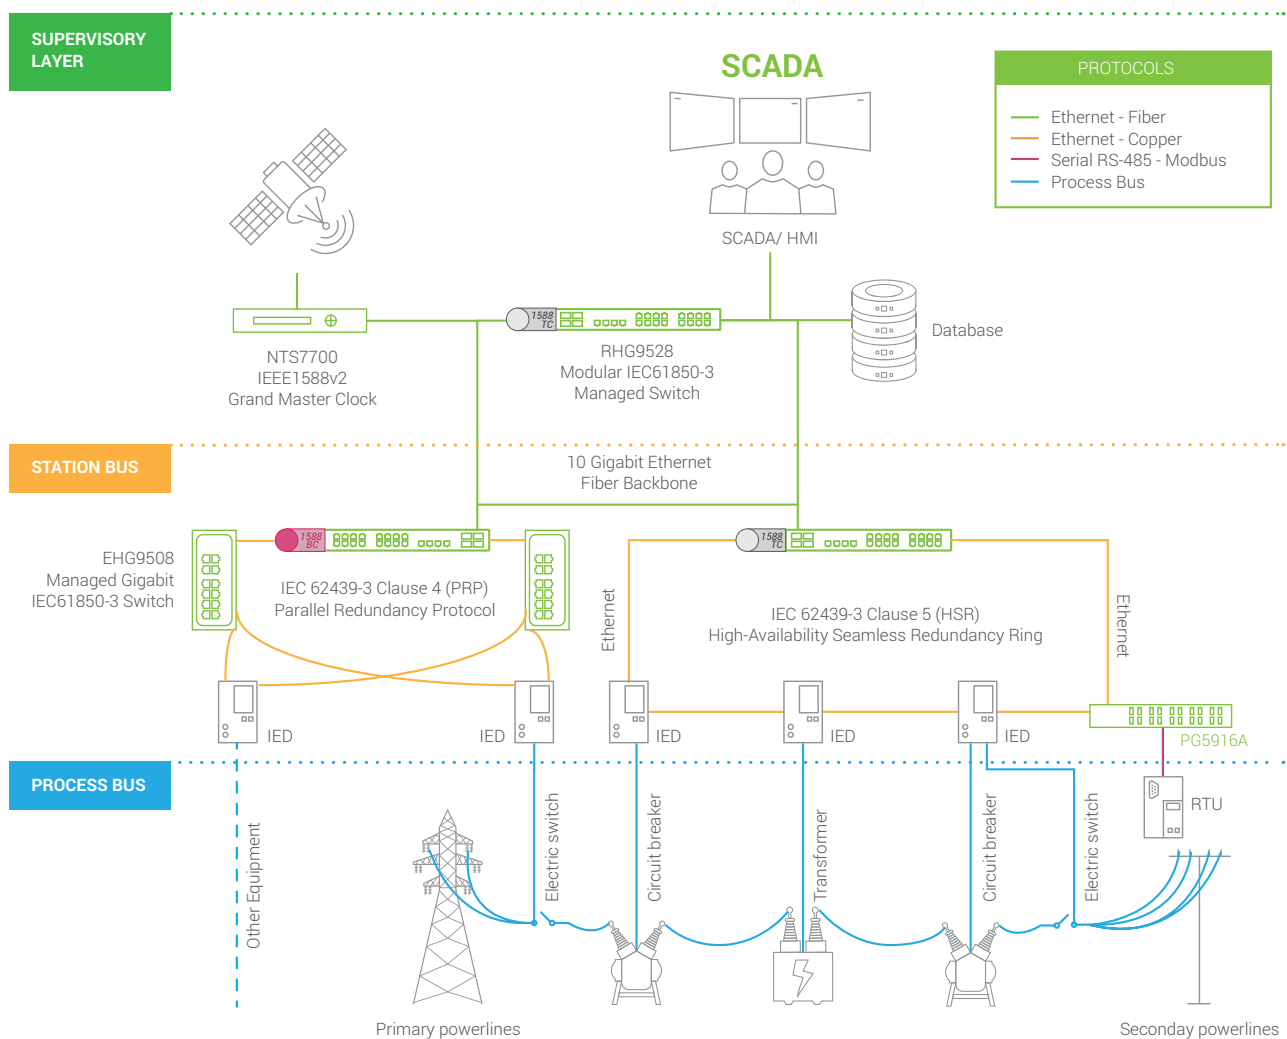 SUPERVISORY
LAYER
SCADA
PROTOCOLS
Ethernet - Fiber
Ethernet - Copper
Serial RS-485 - Modbus
Process Bus
SCADA/ HMI
1588
TC
NTS7700
IEEE1588v2
Grand Master Clock
RHG9528
Modular IEC61850-3
Managed Switch
Database
STATION BUS
10 Gigabit Ethernet
Fiber Backbone
EHG9508
Managed Gigabit
IEC61850-3 Switch
1588
BC
1588
TC
IEC 62439-3 Clause 4 (PRP)
Parallel Redundancy Protocol
Ethernet
IEC 62439-3 Clause 5 (HSR)
High-Availability Seamless Redundancy Ring
Ethernet
IED
IED
IED
IED
IED
PG5916A
PROCESS BUS
Other Equipment
Electric switch
Circuit breaker
Transformer
Circuit breaker
Electric switch
RTU
Primary powerlines
Seconday powerlines